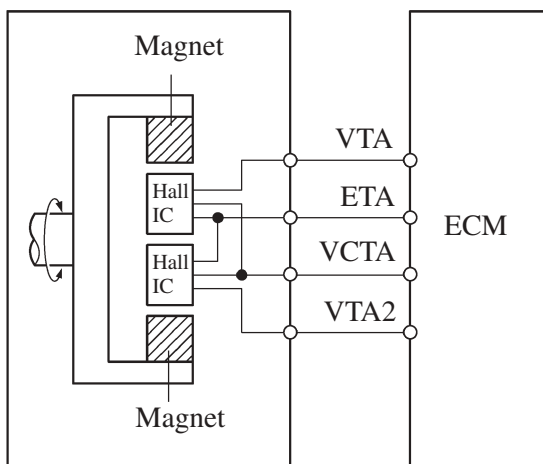 Magnet
VTA
Hall
IC
ETA
ECM
VCTA
Hall
IC
VTA2
Magnet